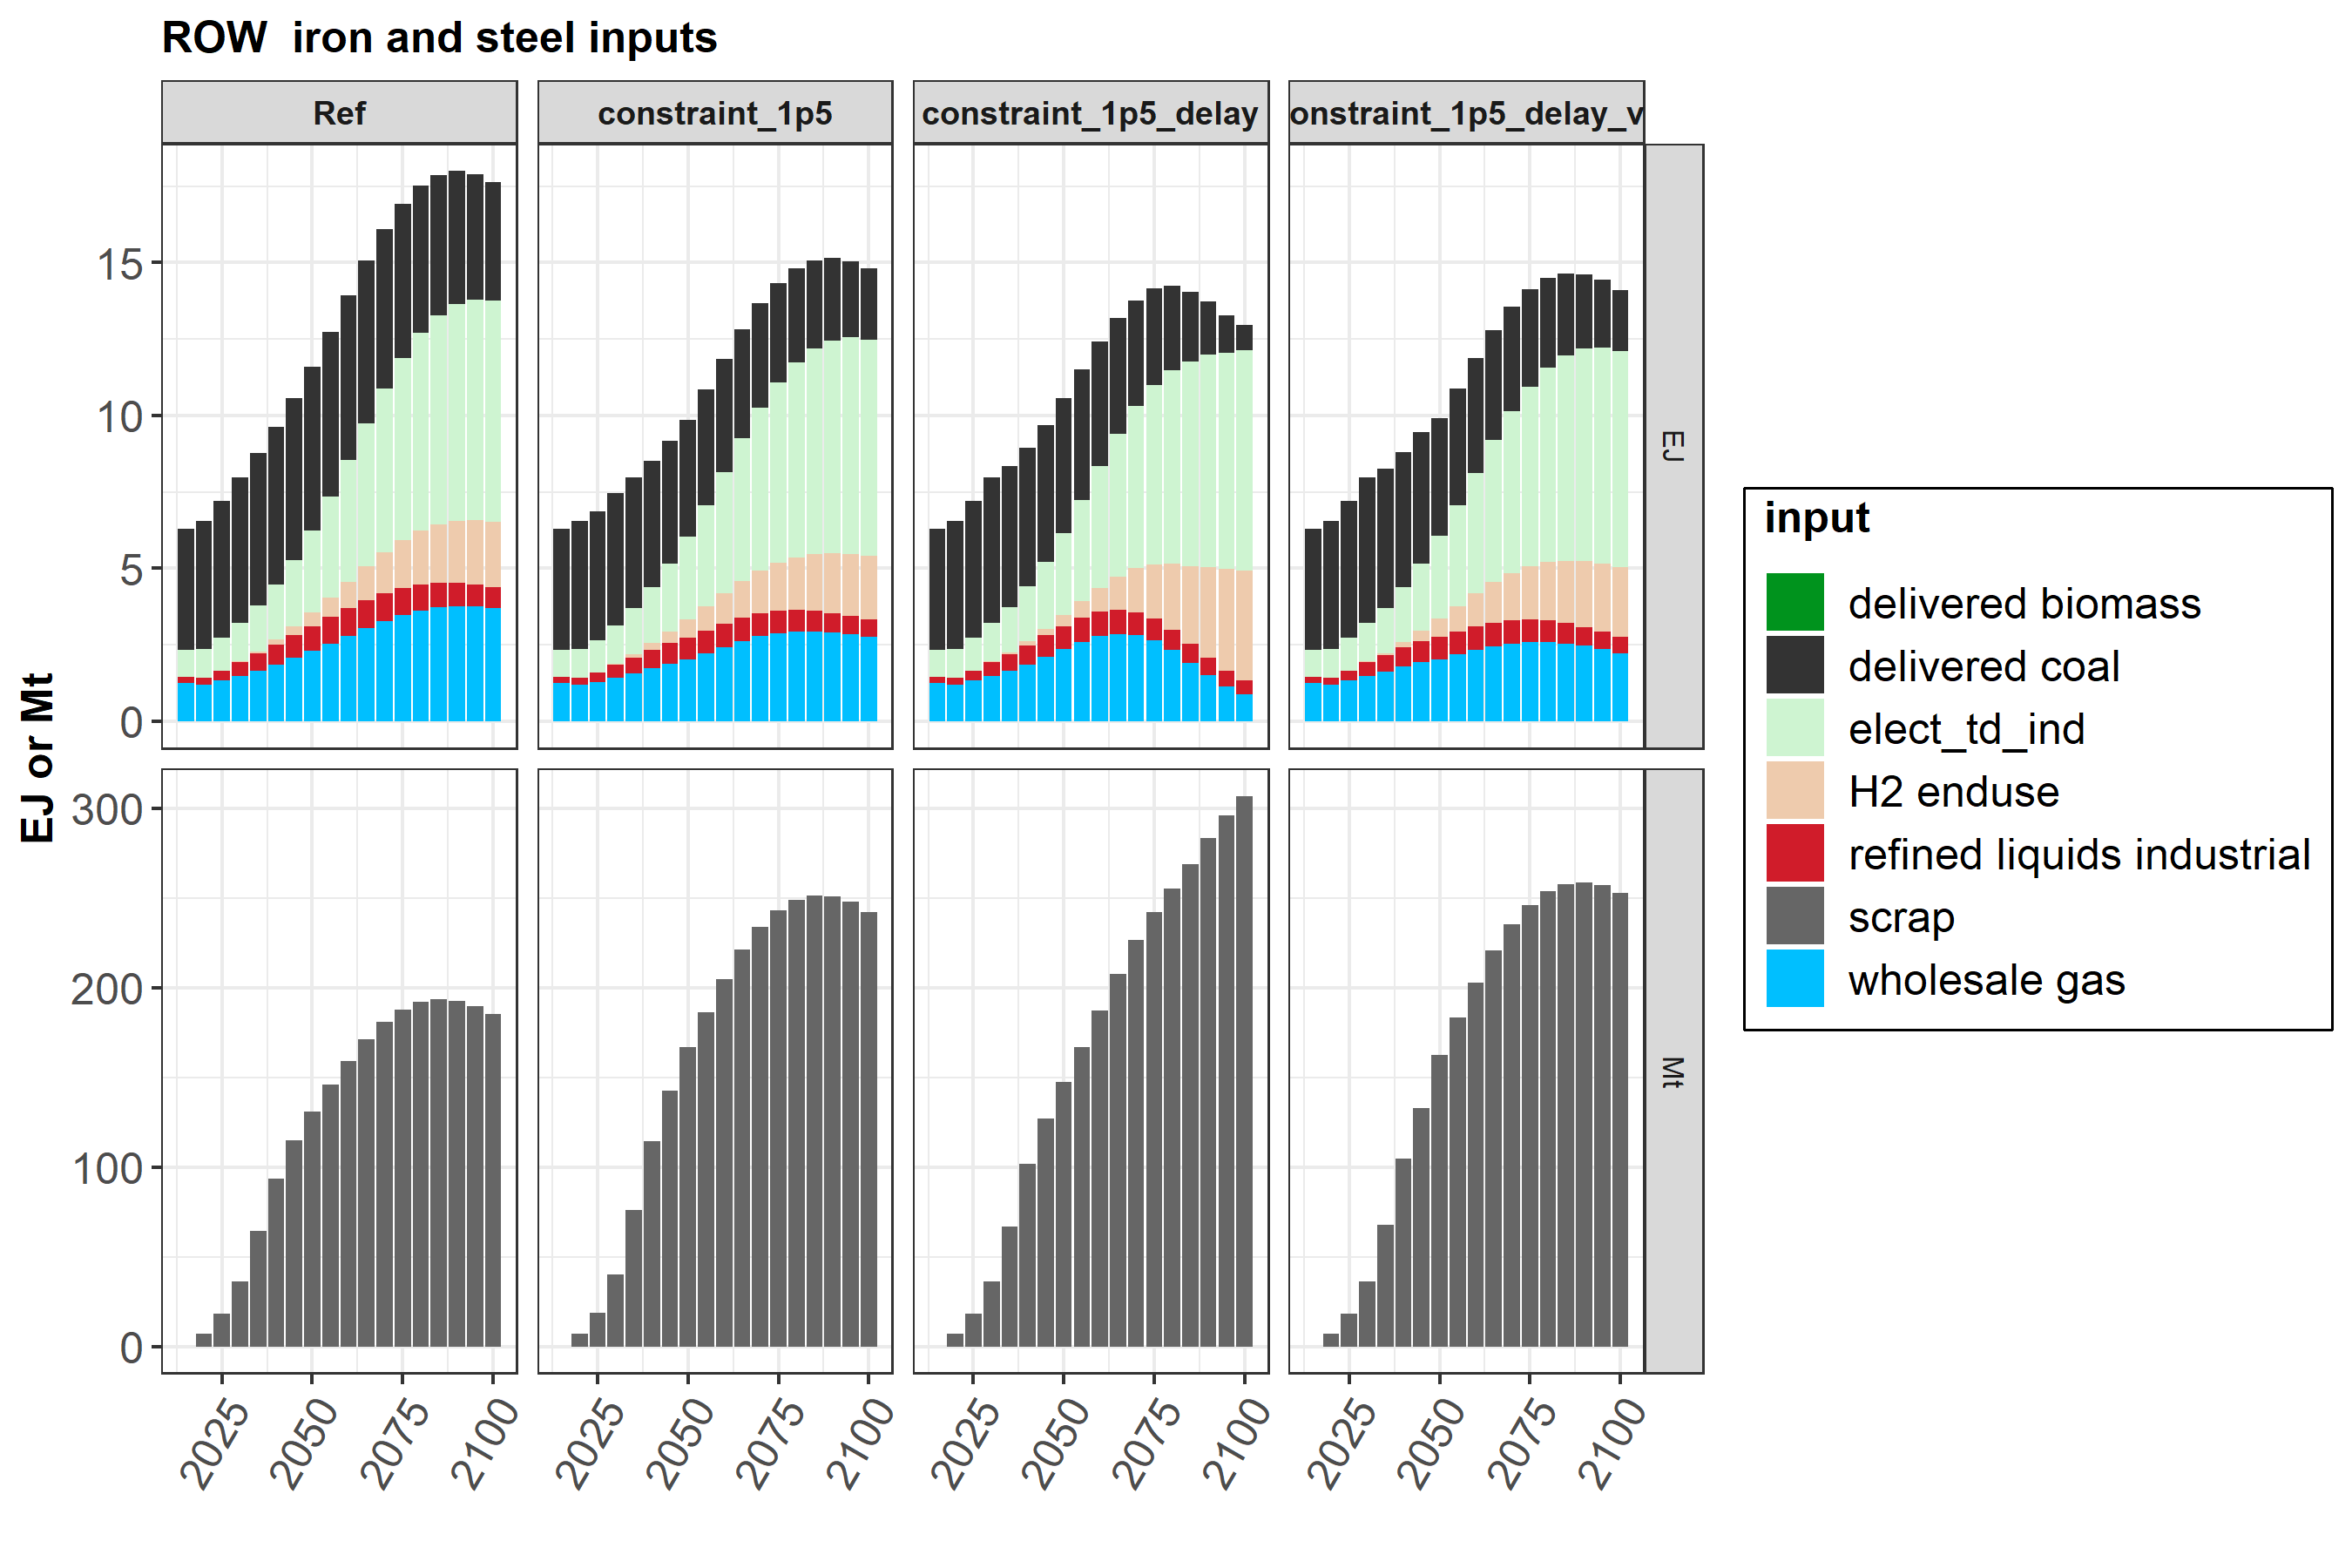 ROW  iron and steel inputs
Ref
constraint_1p5
constraint_1p5_delay
onstraint_1p5_delay_v
EJ or Mt
15
10
5
0
EJ
300
200
100
0
Mt
2025 2050 2075 2100
2025 2050 2075 2100
2025 2050 2075 2100
2025 2050 2075 2100
input
delivered biomass
delivered coal
elect_td_ind
H2 enduse
refined liquids industrial
scrap
wholesale gas